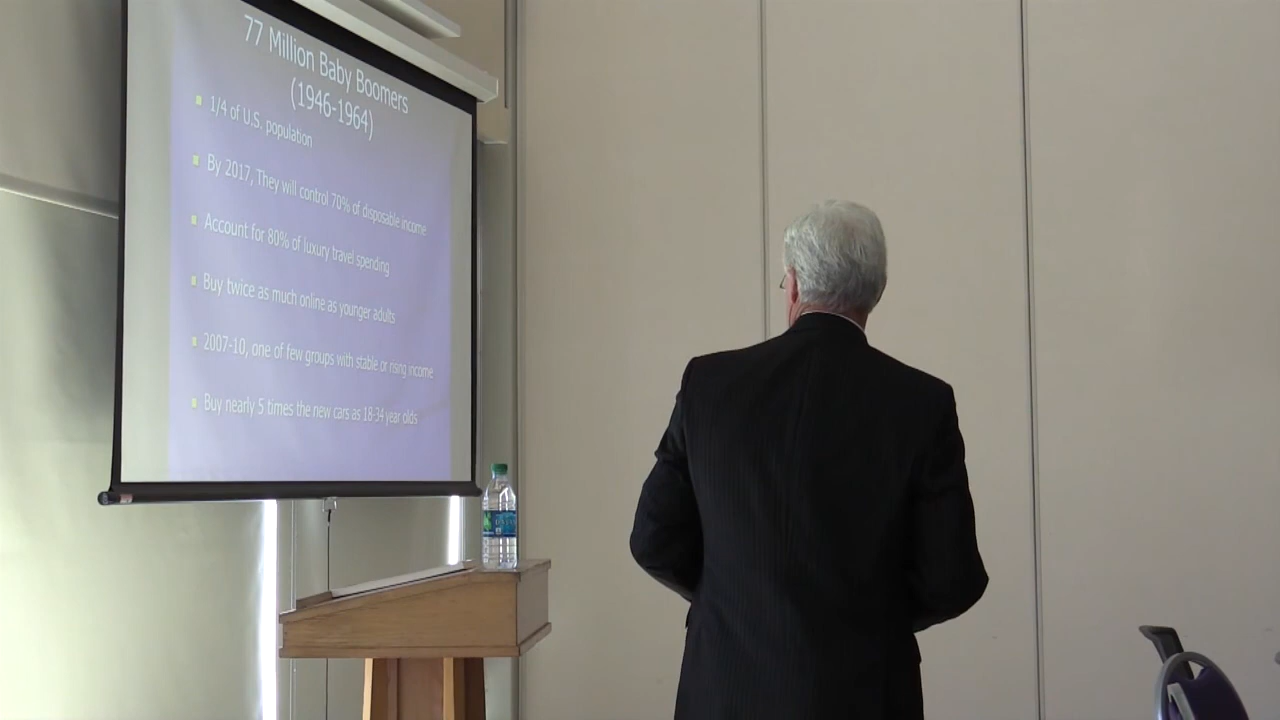 77 Million Baby Boomers
(1946-1964)
1/4 of U.S. population
By 2017, They will control 70% of disposable income
Account for 80% of luxury travel spending
Buy twice as much online as younger adults
2007-10, one of few groups with stable or rising income
Buy nearly 5 times the new cars as 18-34 year olds